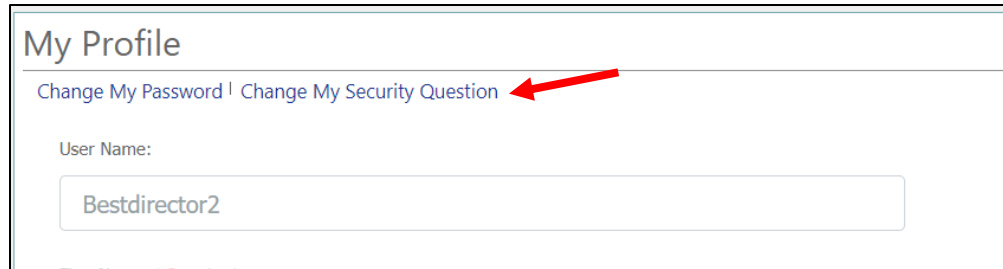 My Profile
Change My Password | Change My Security Question
User Name:
Bestdirector2